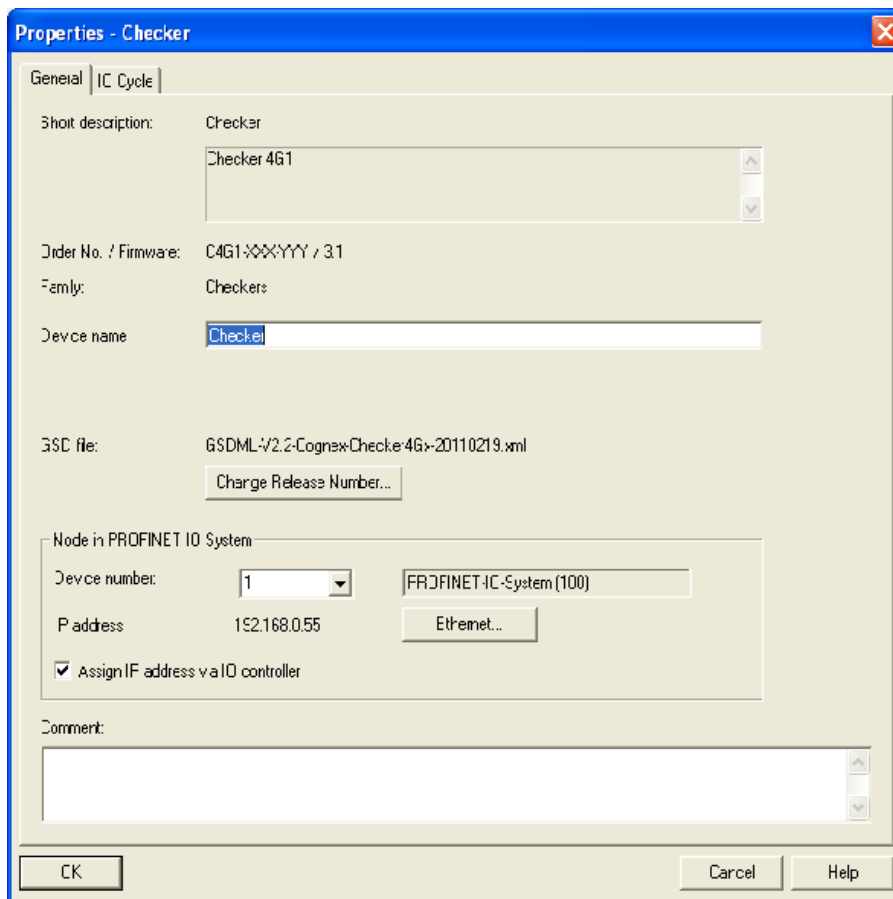 Properties - Checker
General IO Cycle
Short description: Checker
Checker 4G1
Order No. / Firmware: C4G1-XXX-YYY / 3.1
Family: Checkers
Device name Checker
GSD file: GSDML-V2.2-Cognex-Checker4Gx-20110219.xml
Change Release Number...
Node in PROFINET IO System
Device number: 1 PROFINET-IO-System (100)
IP address 192.168.0.55 Ethernet...
Assign IP address via IO controller
Comment:
OK Cancel Help